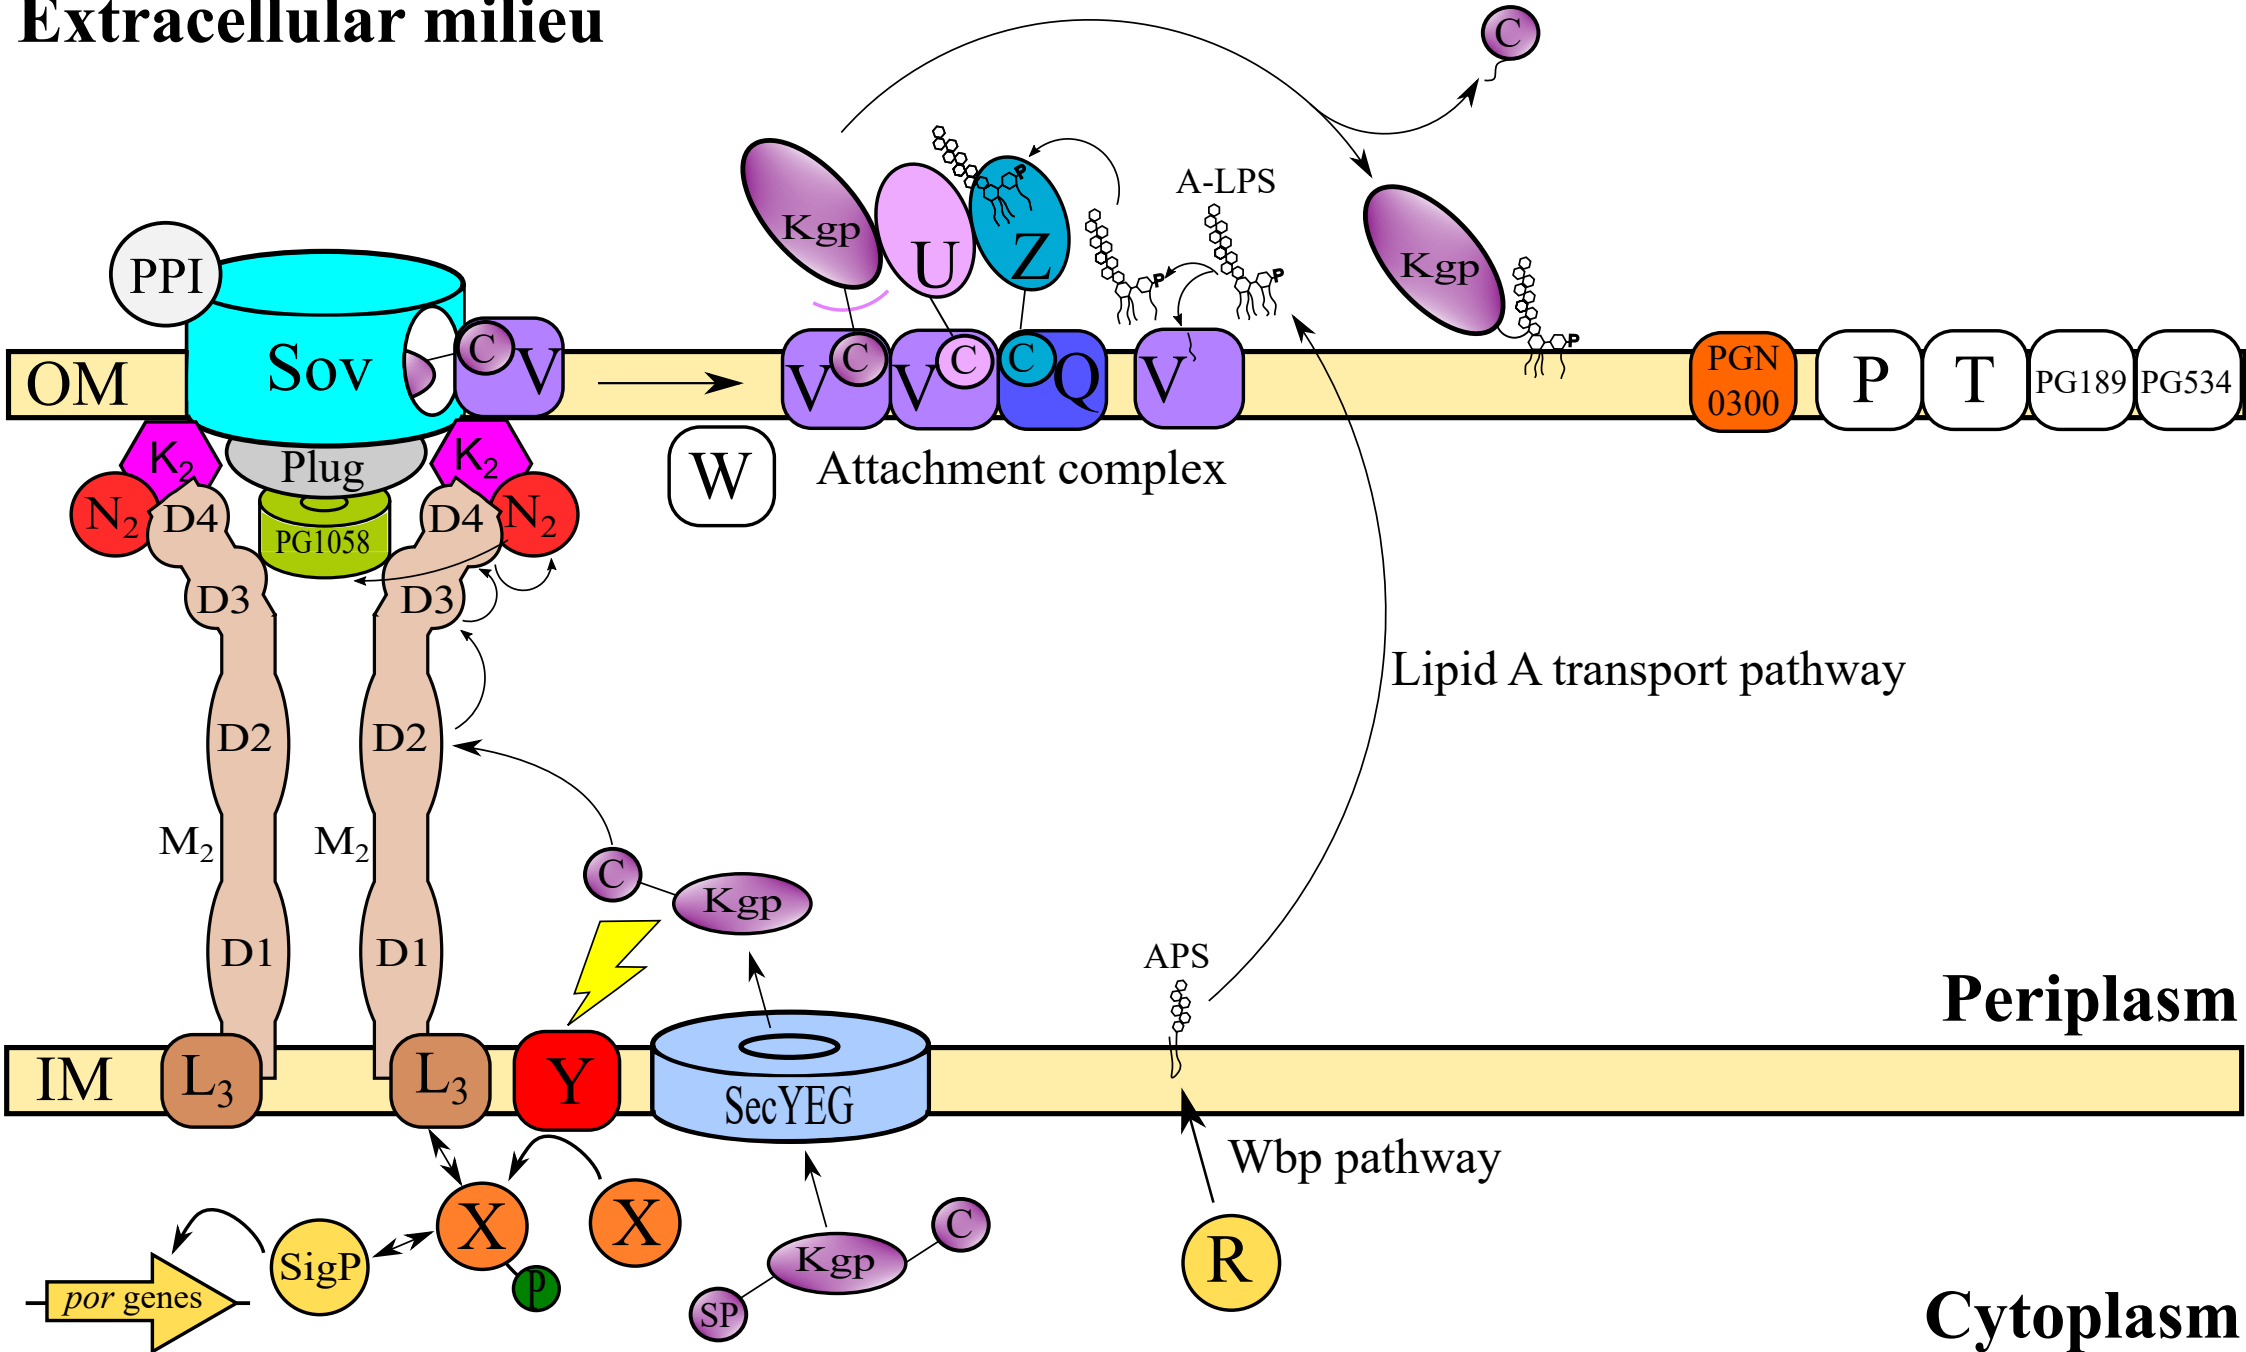 Extracellular milieu
C
A-LPS
PPI
Kgp
U
Z
P
P
P
Kgp
P
OM
Sov
C
V
V
C
V
C
C
Q
V
PGN
0300
P
T
PG189
PG534
K2
Plug
K2
W
Attachment complex
N2
D4
PG1058
D4
N2
D3
D3
Lipid A transport pathway
D2
D2
M2
M2
C
Kgp
D1
D1
APS
Periplasm
IM
L3
L3
Y
SecYEG
Wbp pathway
X
X
C
SigP
P
Kgp
R
por genes
SP
Cytoplasm